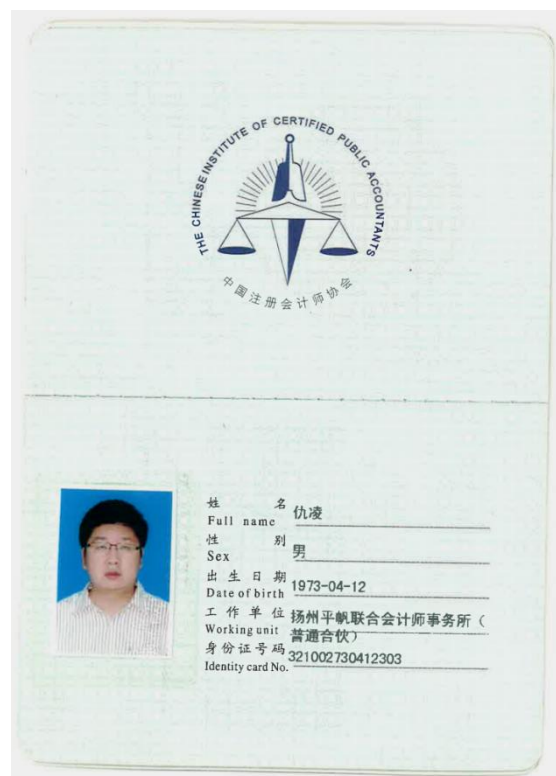 THE CHINESE INSTITUTE OF CERTIFIED PUBLIC ACCOUNTANTS
中国注册会计师协会
姓 名 仇凌
Full name
性 别 男
Sex
出生日期 1973-04-12
Date of birth
工作单位 扬州平帆联合会计师事务所（
Working unit 普通合伙）
身份证号码 321002730412303
Identity card No.